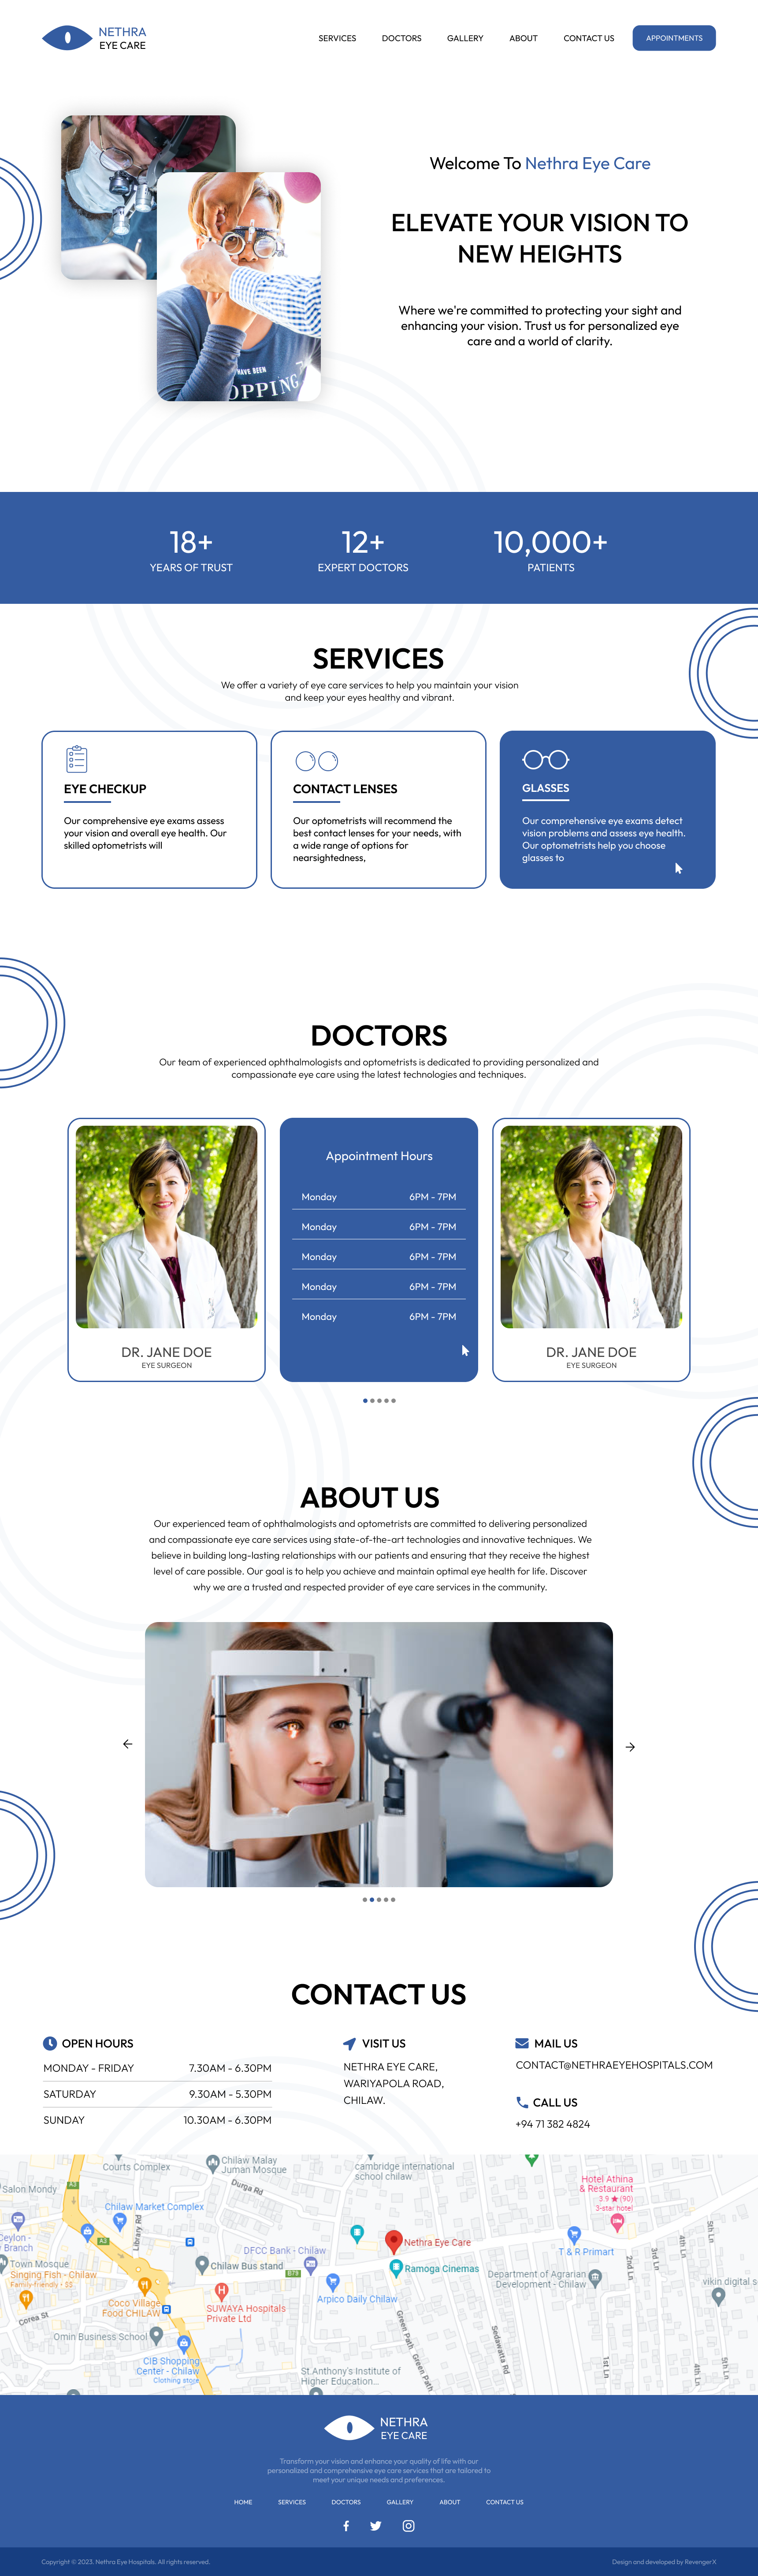 NETHRA
EYE CARE
SERVICES
DOCTORS
GALLERY
ABOUT
CONTACT US
APPOINTMENTS
Welcome To Nethra Eye Care
ELEVATE YOUR VISION TO
NEW HEIGHTS
Where we're committed to protecting your sight and
enhancing your vision. Trust us for personalized eye
care and a world of clarity.
HAVE BEEN
OPPING
18+
YEARS OF TRUST
12+
EXPERT DOCTORS
10,000+
PATIENTS
SERVICES
We offer a variety of eye care services to help you maintain your vision
and keep your eyes healthy and vibrant.
EYE CHECKUP
Our comprehensive eye exams assess
your vision and overall eye health. Our
skilled optometrists will
CONTACT LENSES
Our optometrists will recommend the
best contact lenses for your needs, with
a wide range of options for
nearsightedness,
GLASSES
Our comprehensive eye exams detect
vision problems and assess eye health.
Our optometrists help you choose
glasses to
DOCTORS
Our team of experienced ophthalmologists and optometrists is dedicated to providing personalized and
compassionate eye care using the latest technologies and techniques.
DR. JANE DOE
EYE SURGEON
Appointment Hours
Monday 6PM - 7PM
Monday 6PM - 7PM
Monday 6PM - 7PM
Monday 6PM - 7PM
Monday 6PM - 7PM
DR. JANE DOE
EYE SURGEON
ABOUT US
Our experienced team of ophthalmologists and optometrists are committed to delivering personalized
and compassionate eye care services using state-of-the-art technologies and innovative techniques. We
believe in building long-lasting relationships with our patients and ensuring that they receive the highest
level of care possible. Our goal is to help you achieve and maintain optimal eye health for life. Discover
why we are a trusted and respected provider of eye care services in the community.
CONTACT US
OPEN HOURS
MONDAY - FRIDAY 7.30AM - 6.30PM
SATURDAY 9.30AM - 5.30PM
SUNDAY 10.30AM - 6.30PM
VISIT US
NETHRA EYE CARE,
WARIYAPOLA ROAD,
CHILAW.
MAIL US
CONTACT@NETHRAEYEHOSPITALS.COM
CALL US
+94 71 382 4824
Courts Complex
Chilaw Malay
Juman Mosque
cambridge international
school chilaw
Hotel Athina
& Restaurant
3.9 ★ (90)
3-star hotel
Salon Mondy
A3
Durga Rd
Chilaw Market Complex
Library Rd
Ceylon -
Branch
A3
DFCC Bank - Chilaw
Nethra Eye Care
T & R Primart
5th Ln
4th Ln
3rd Ln
2nd Ln
Town Mosque
Singing Fish - Chilaw
Family-friendly • $$
Chilaw Bus stand
B79
Ramoga Cinemas
Department of Agrarian
Development - Chilaw
vikin.digital s
Coco Village
Food CHILAW
SUWAYA Hospitals
Private Ltd
Arpico Daily Chilaw
Corea St
Omin Business School
Green Path
Green Path
Sedawatta Rd
CIB Shopping
Center - Chilaw
Clothing store
St.Anthony's Institute of
Higher Education...
1st Ln
4th Ln
5th Ln
NETHRA
EYE CARE
Transform your vision and enhance your quality of life with our
personalized and comprehensive eye care services that are tailored to
meet your unique needs and preferences.
HOME
SERVICES
DOCTORS
GALLERY
ABOUT
CONTACT US
Copyright © 2023. Nethra Eye Hospitals. All rights reserved.
Design and developed by RevengerX